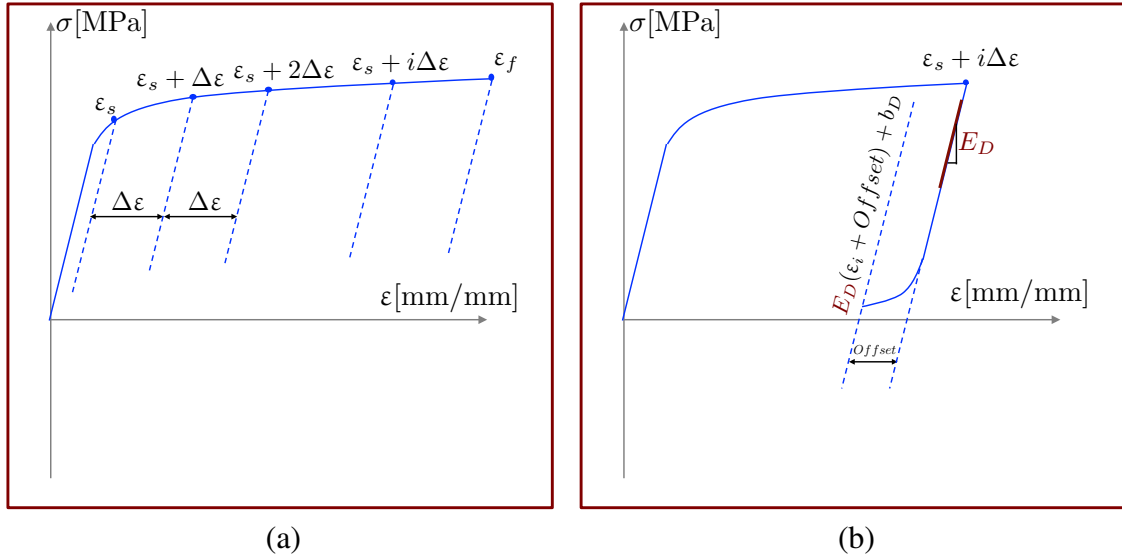 σ[MPa]
ε_s
ε_s + Δε
ε_s + 2Δε
ε_s + iΔε
ε_f
Δε
Δε
ε[mm/mm]
(a)
σ[MPa]
ε_s + iΔε
E_D
E_D(ε_i + Offset) + b_D
ε[mm/mm]
Offset
(b)